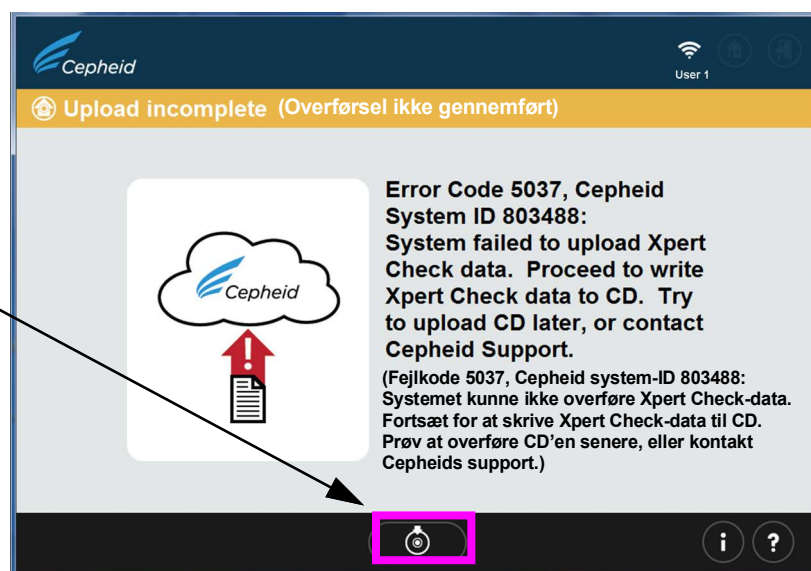 Cepheid
User 1
Upload incomplete (Overførsel ikke gennemført)
Cepheid
Error Code 5037, Cepheid
System ID 803488:
System failed to upload Xpert
Check data. Proceed to write
Xpert Check data to CD. Try
to upload CD later, or contact
Cepheid Support.
(Fejlkode 5037, Cepheid system-ID 803488:
Systemet kunne ikke overføre Xpert Check-data.
Fortsæt for at skrive Xpert Check-data til CD.
Prøv at overføre CD'en senere, eller kontakt
Cepheids support.)
i ?